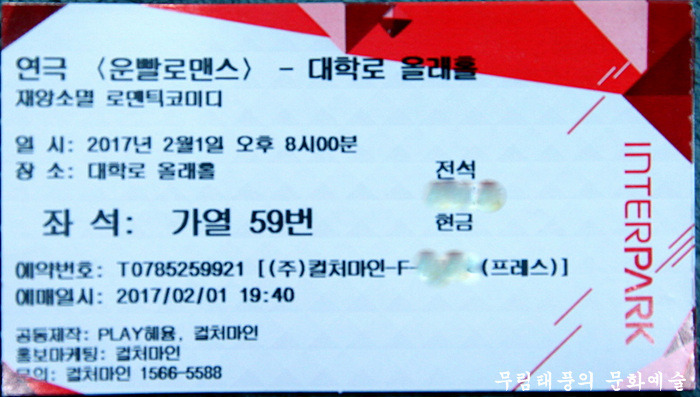 연극 〈운빨로맨스〉 - 대학로 올래홀
재앙소멸 로맨틱코미디
일 시: 2017년 2월1일 오후 8시00분
장 소: 대학로 올래홀
전석
좌 석: 가열 59번
현금
예약번호: T0785259921 [(주)컬처마인-F- (프레스)]
예매일시: 2017/02/01 19:40
공동제작: PLAY혜윰, 컬처마인
홍보마케팅: 컬처마인
문의: 컬처마인 1566-5588
INTERPARK
무림태풍의 문화예술